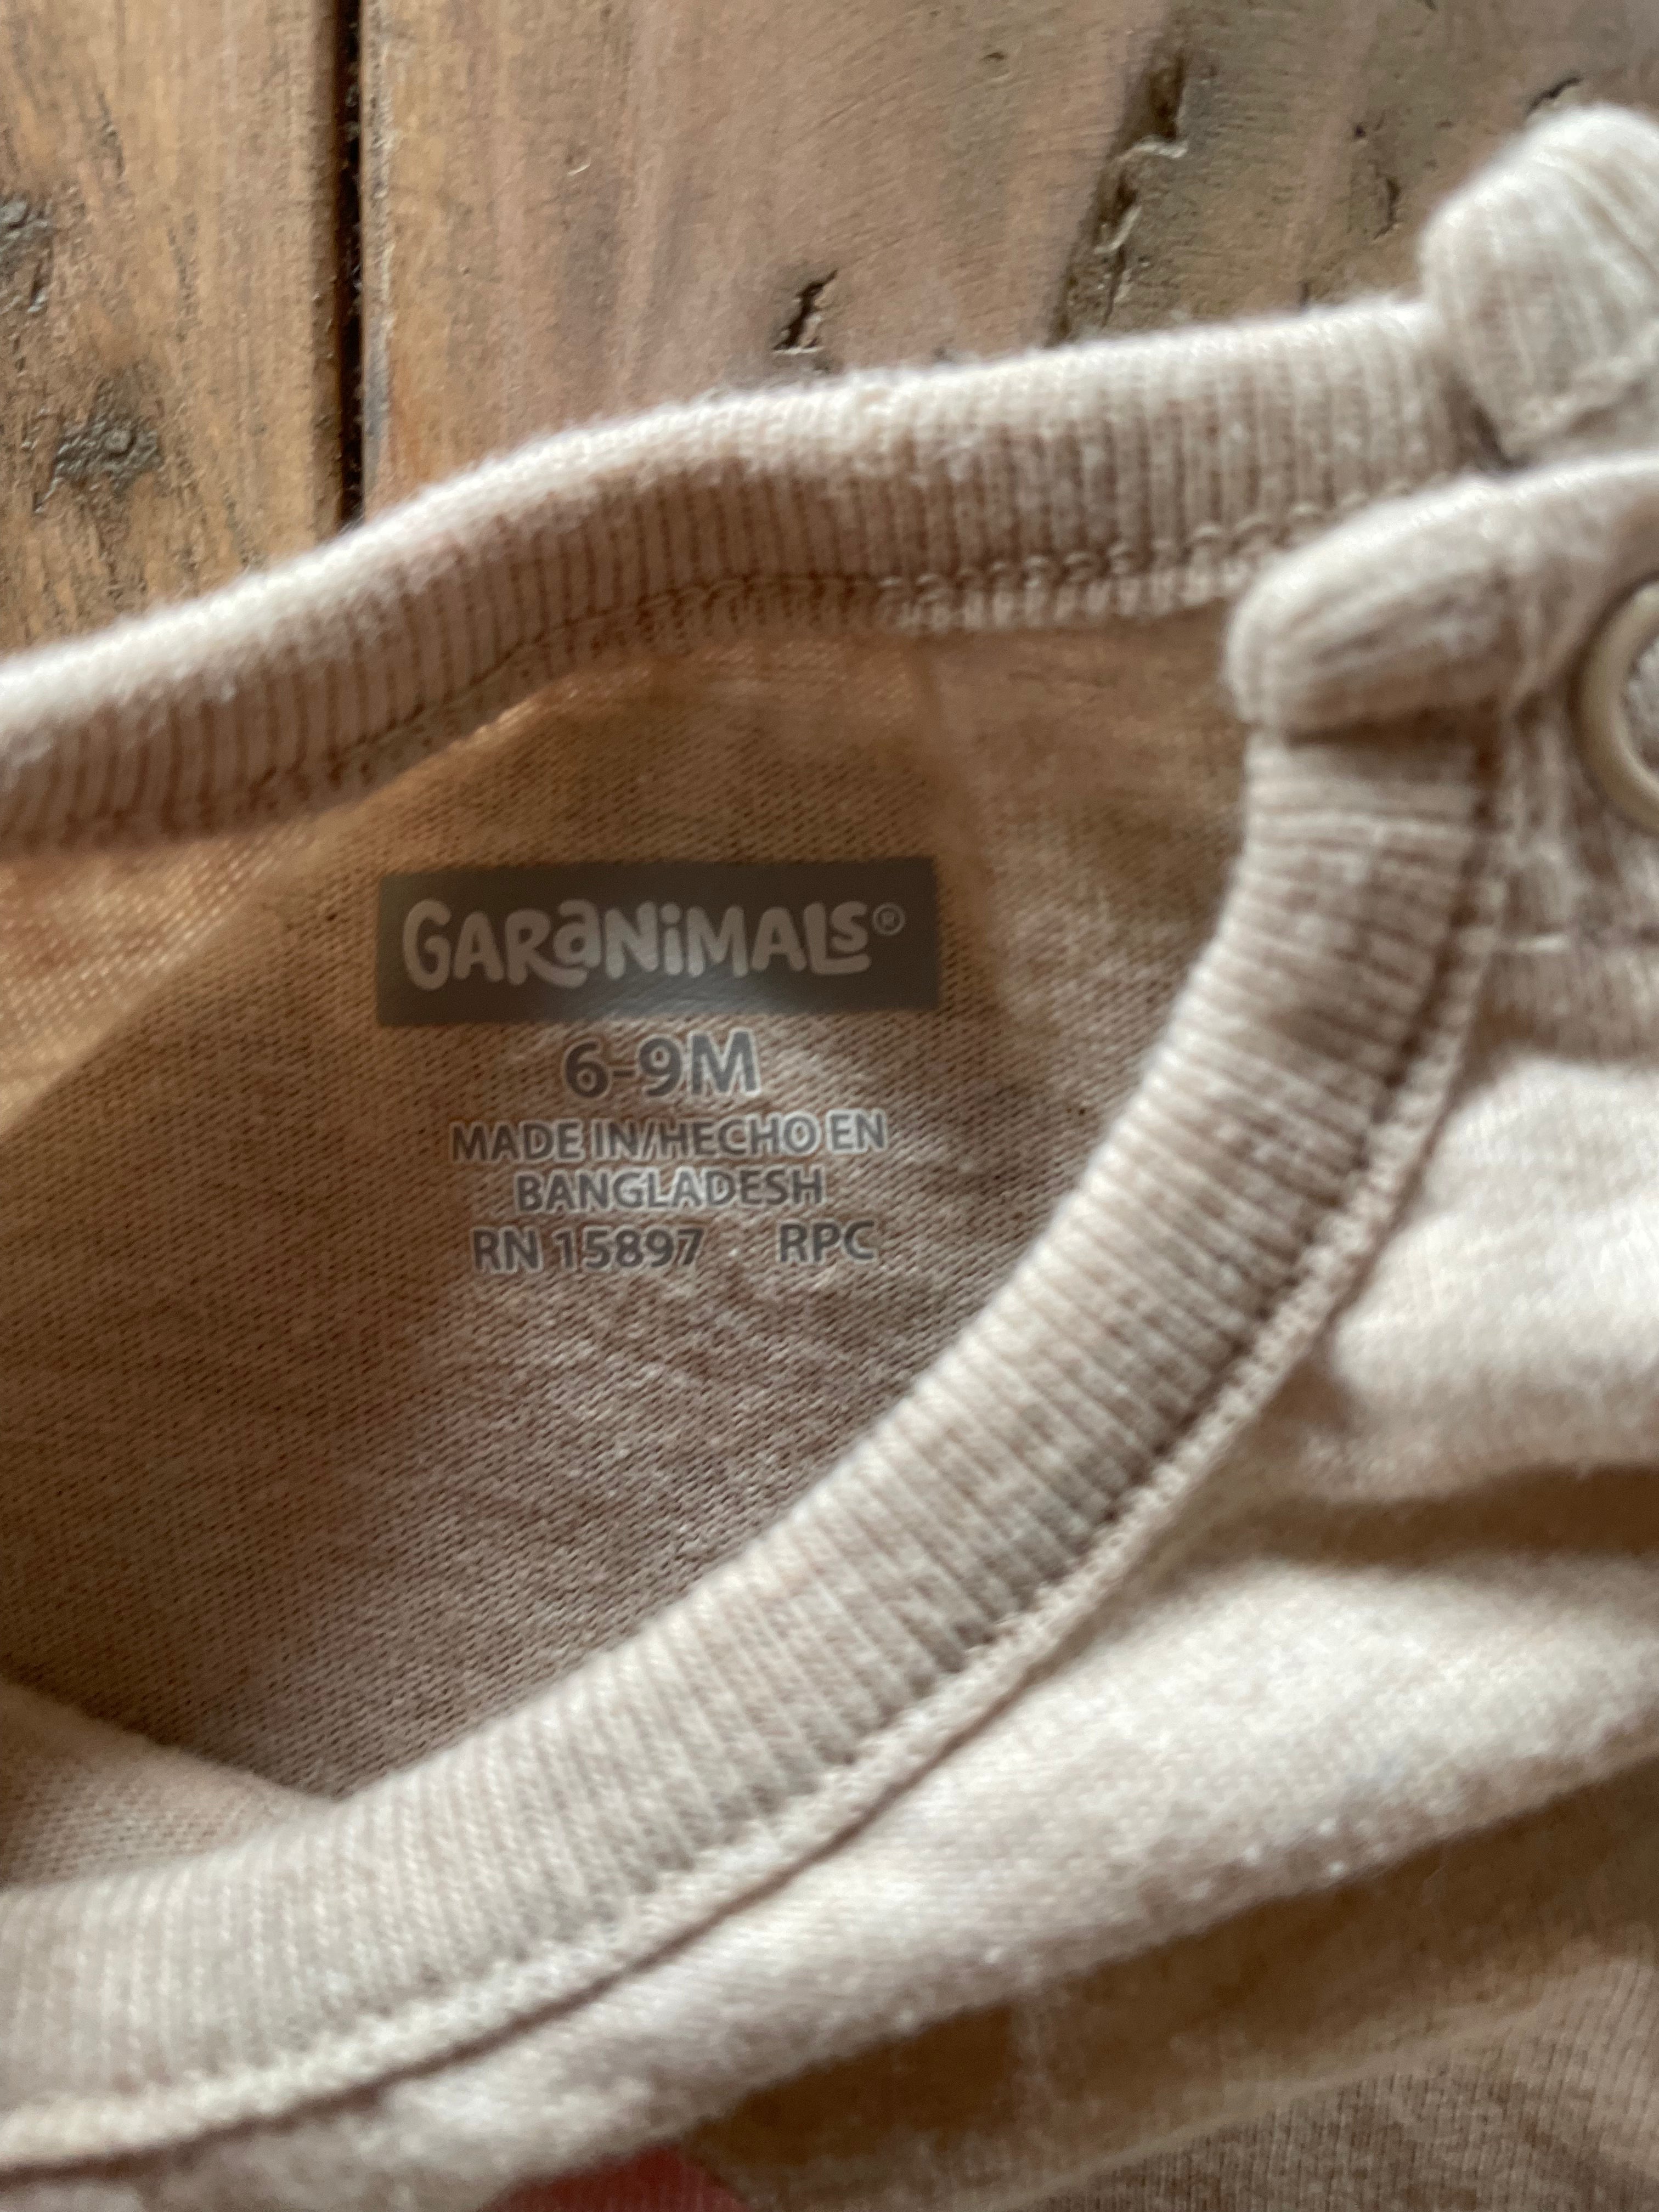 GARANIMALS®
6-9M
MADE IN/HECHO EN
BANGLADESH
RN 15897 RPC